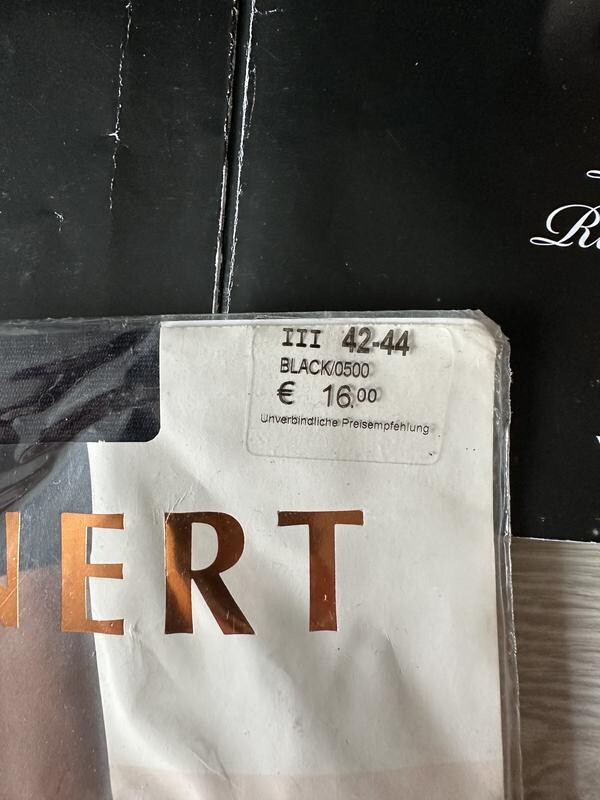 III 42-44
BLACK/0500
€ 16.00
Unverbindliche Preisempfehlung
NERT